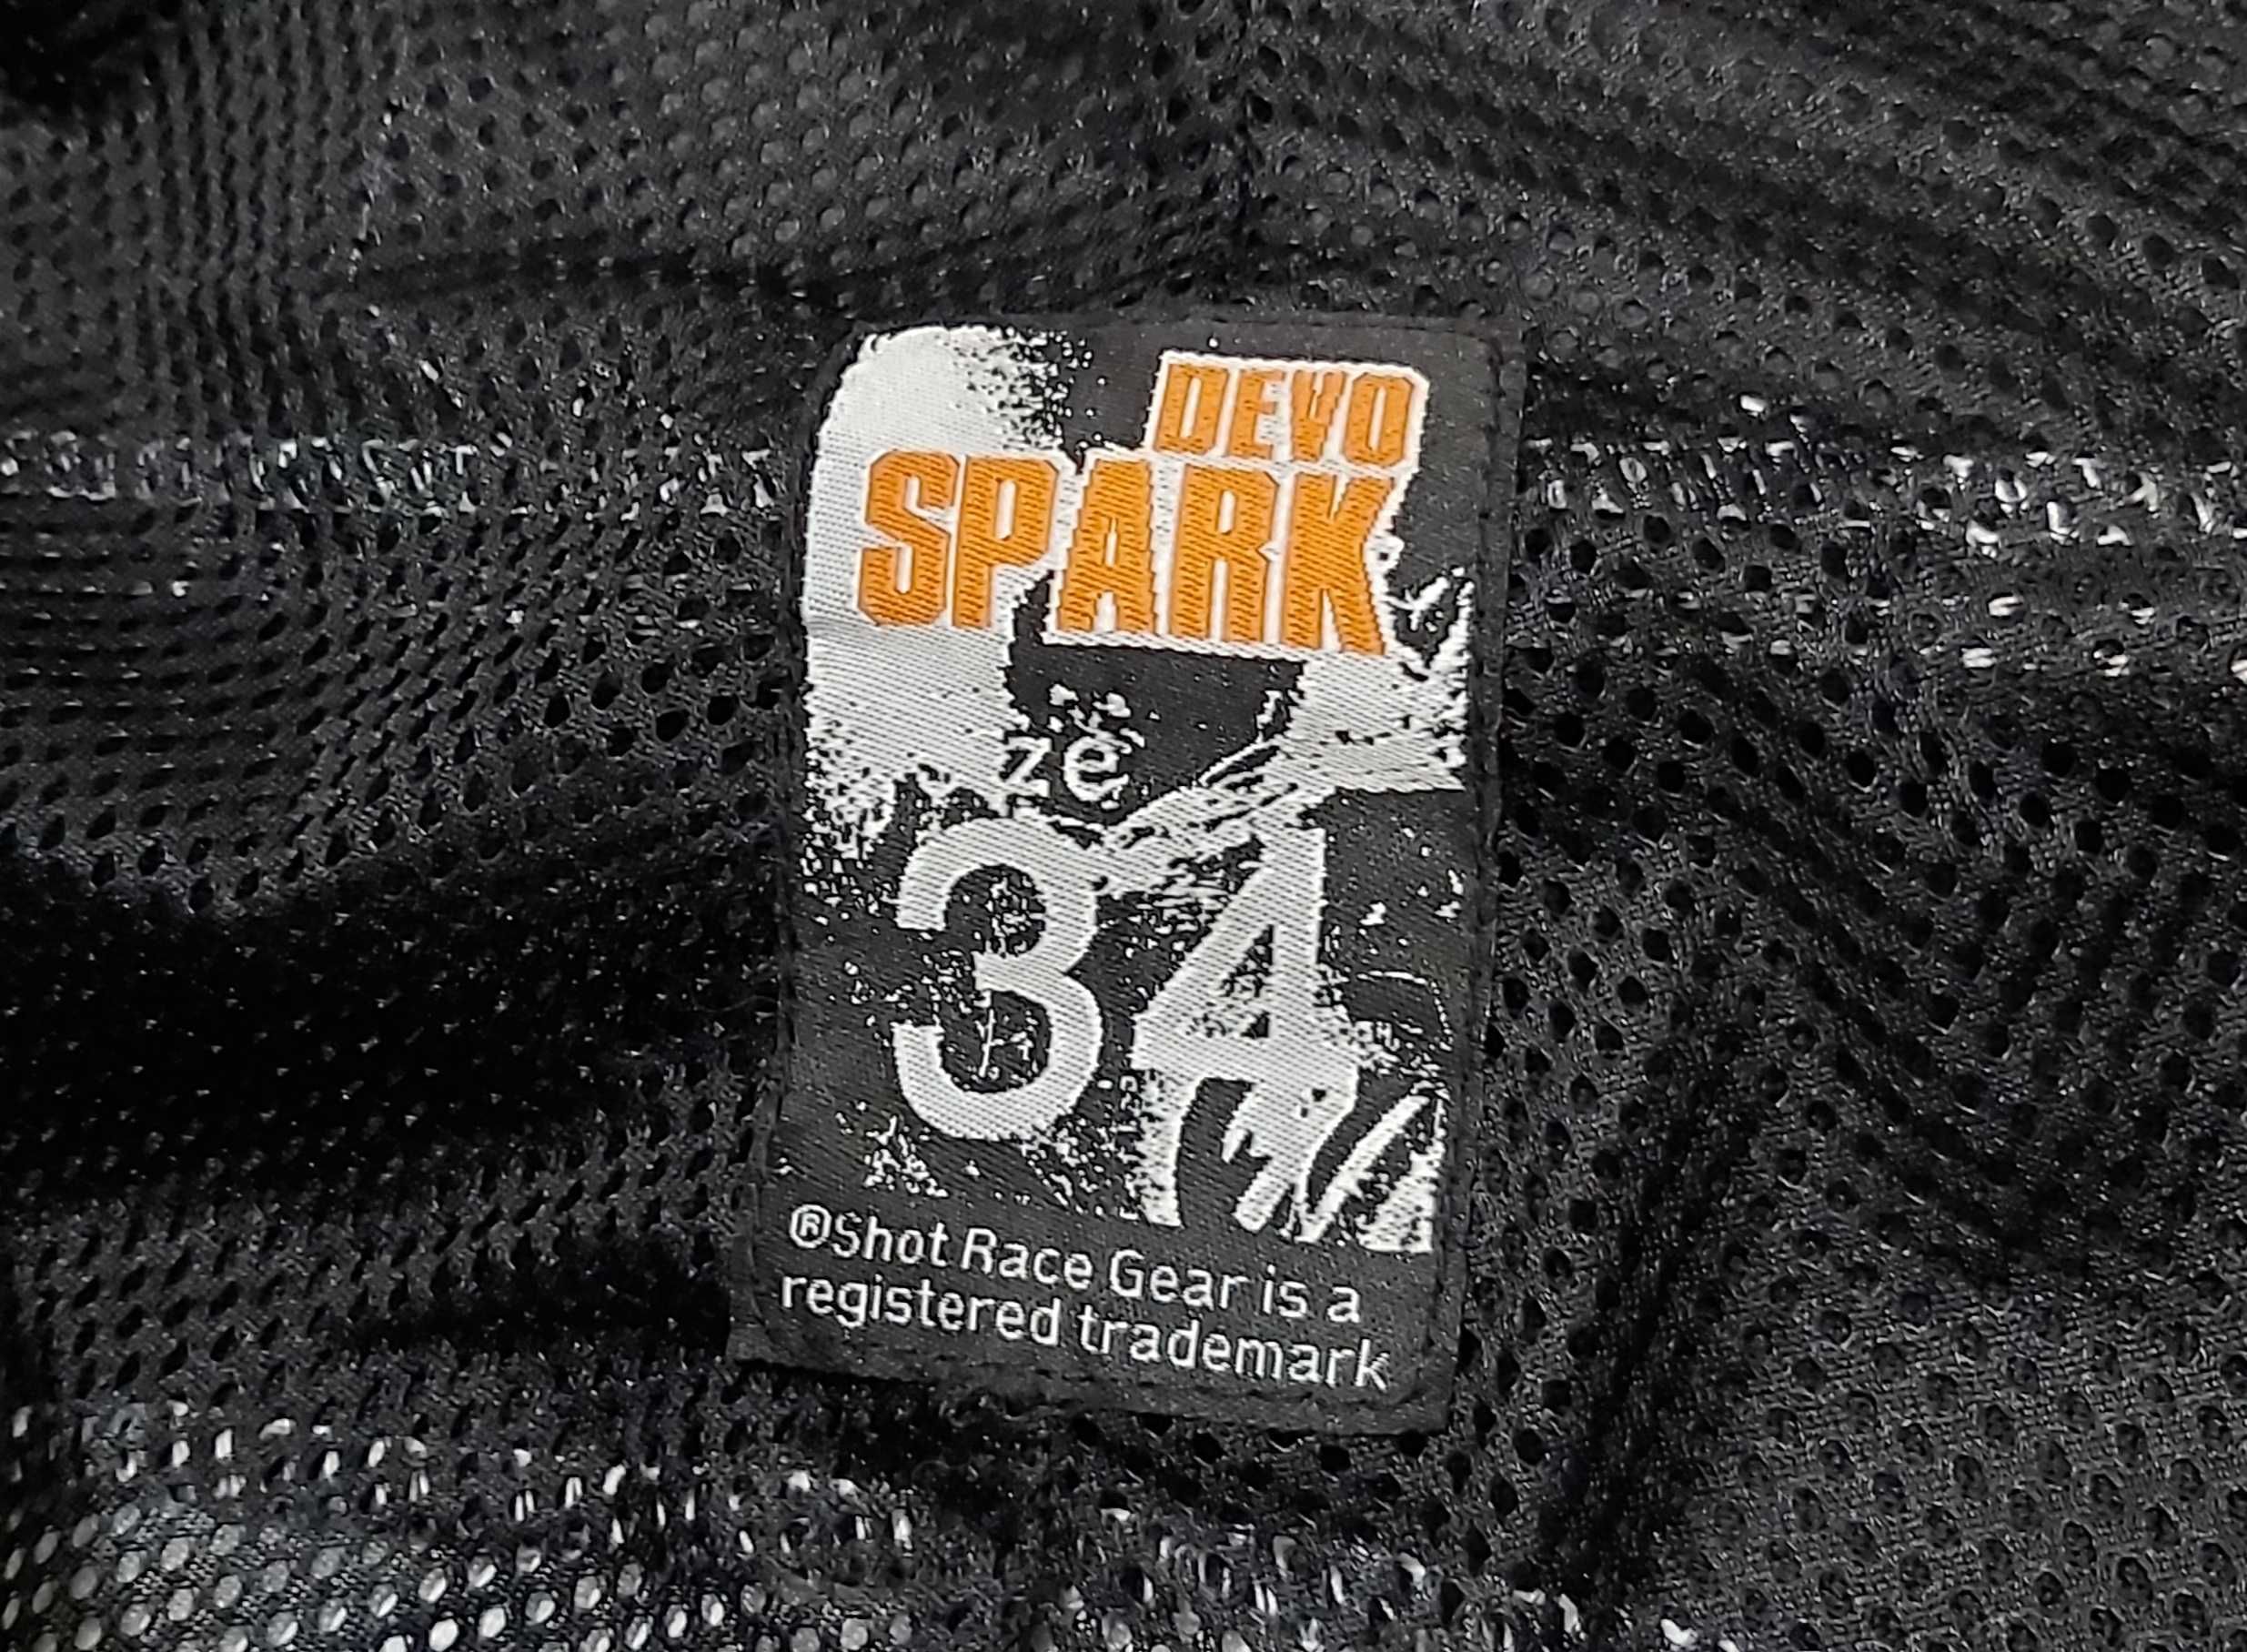 DEVO
SPARK
ze
34
®Shot Race Gear is a
registered trademark